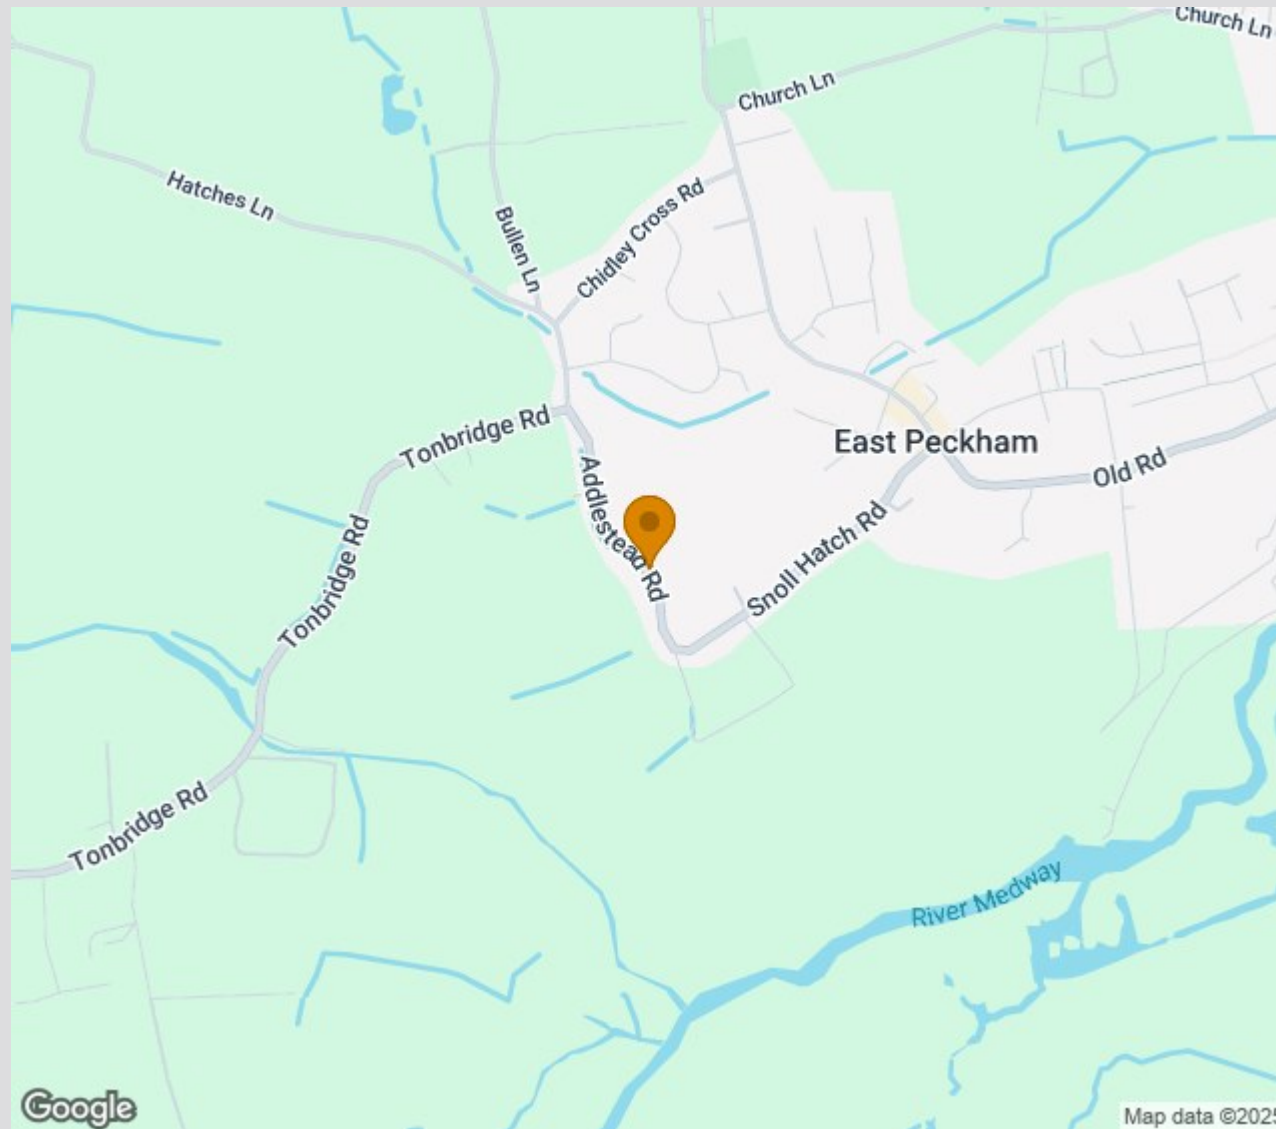 Church Ln
Church Ln
Hatches Ln
Bullen Ln
Chidley Cross Rd
Tonbridge Rd
East Peckham
Old Rd
Addlestead Rd
Snoll Hatch Rd
Tonbridge Rd
Tonbridge Rd
River Medway
Google
Map data ©2025